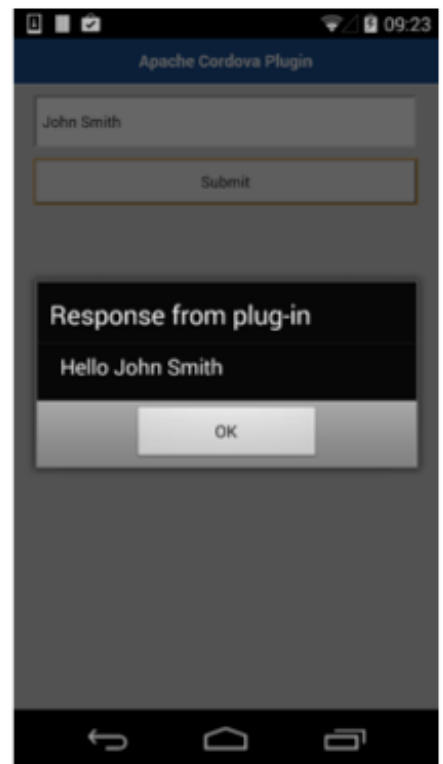 09:23
Apache Cordova Plugin
John Smith
Submit
Response from plug-in
Hello John Smith
OK